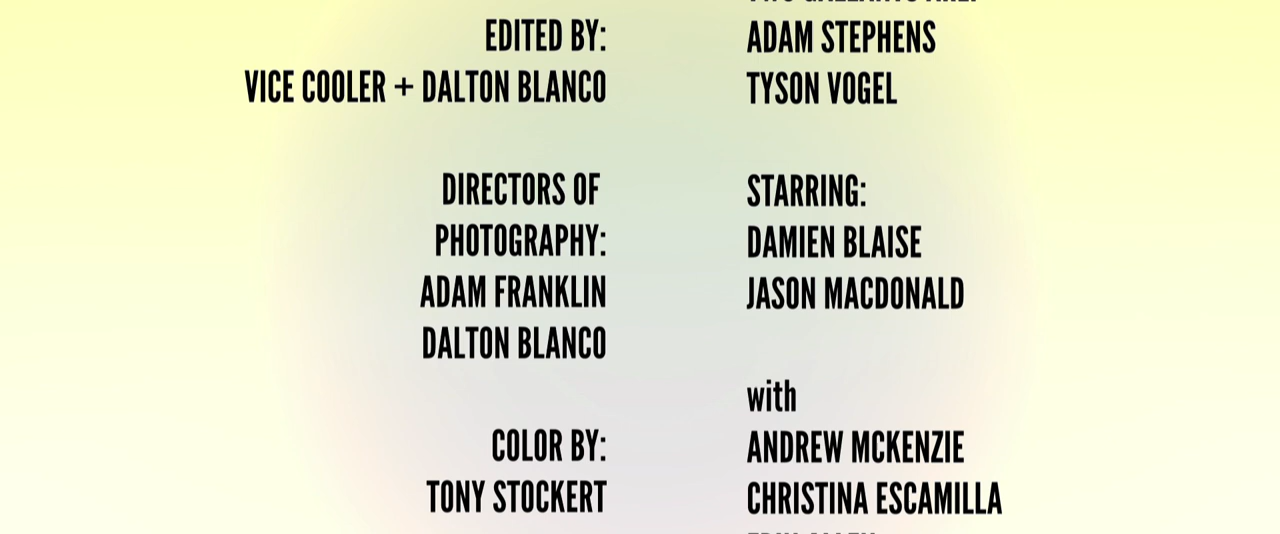 EDITED BY:
VICE COOLER + DALTON BLANCO
DIRECTORS OF
PHOTOGRAPHY:
ADAM FRANKLIN
DALTON BLANCO
COLOR BY:
TONY STOCKERT
ADAM STEPHENS
TYSON VOGEL
STARRING:
DAMIEN BLAISE
JASON MACDONALD
with
ANDREW MCKENZIE
CHRISTINA ESCAMILLA